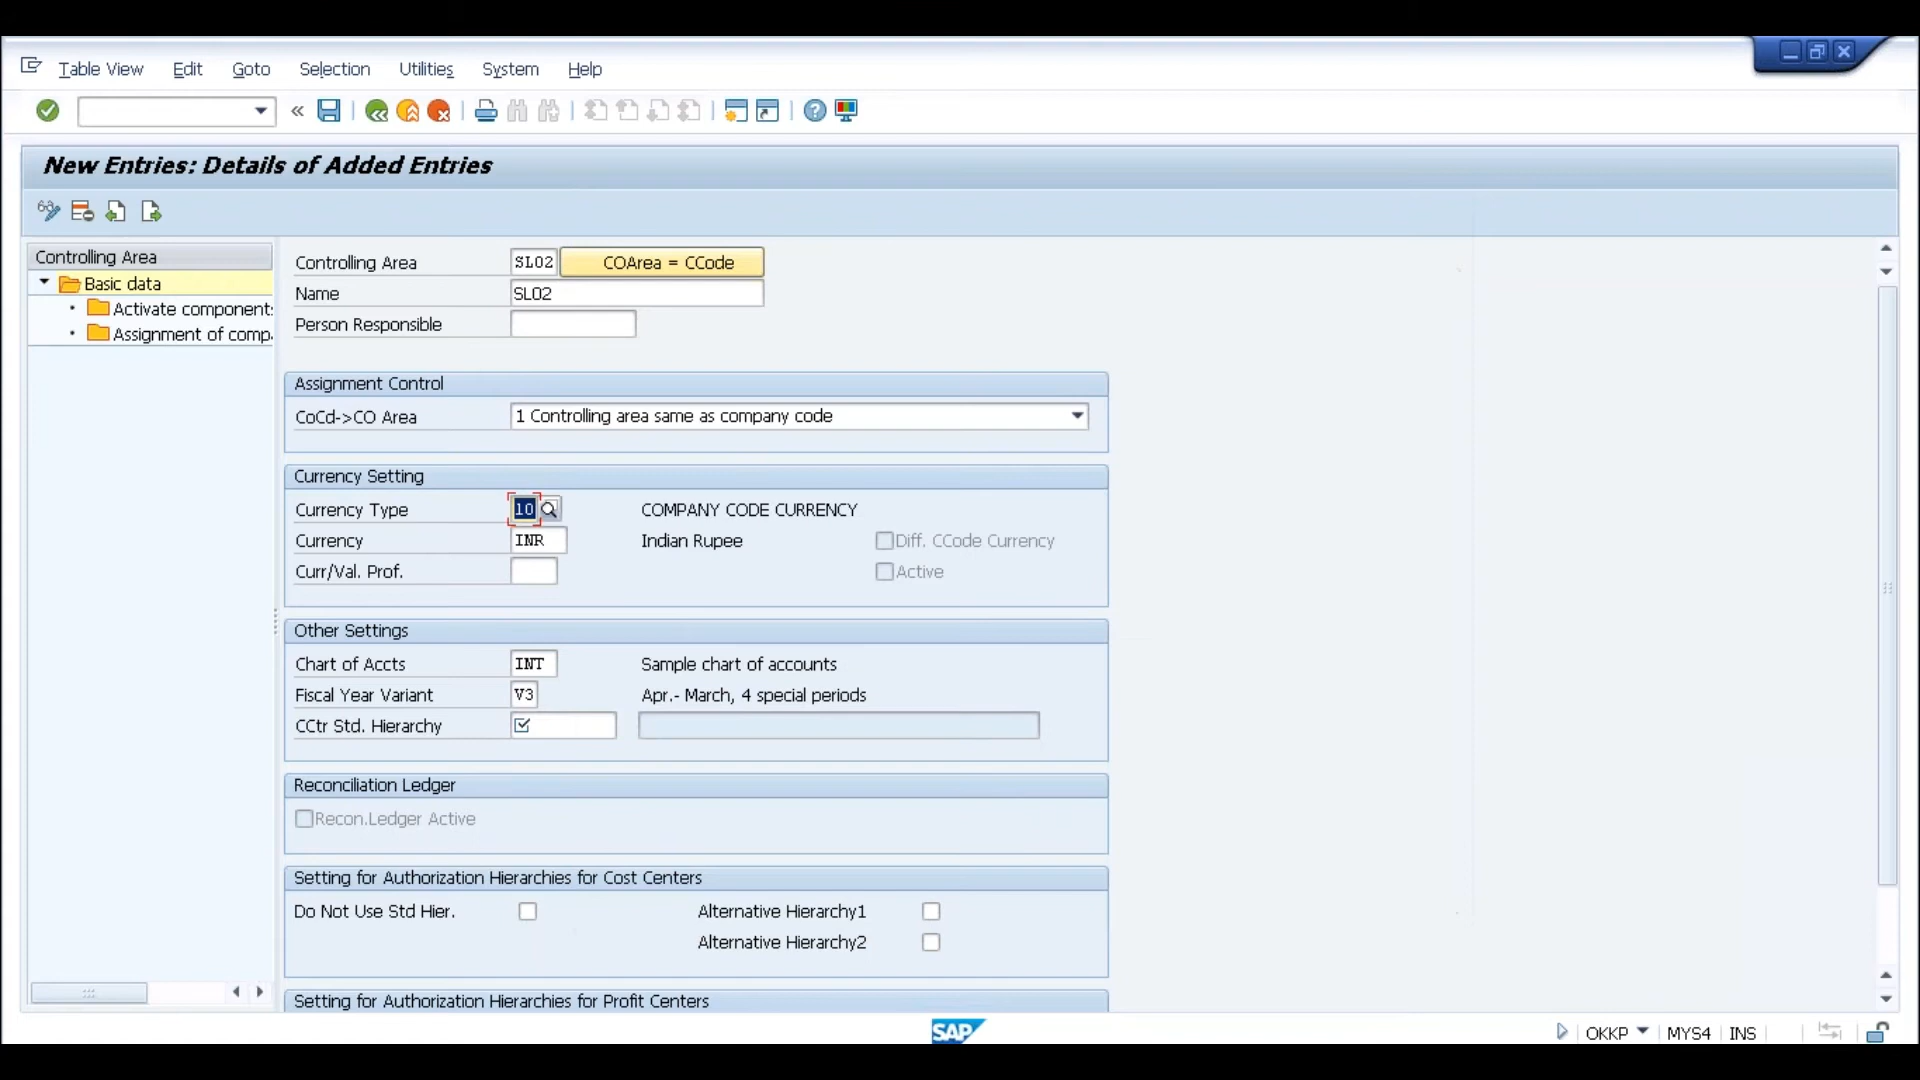 Table View Edit Goto Selection Utilities System Help
New Entries: Details of Added Entries
Controlling Area
Basic data
Activate component
Assignment of comp
Controlling Area SL02 COArea = CCode
Name SL02
Person Responsible
Assignment Control
CoCd->CO Area 1 Controlling area same as company code
Currency Setting
Currency Type 10 COMPANY CODE CURRENCY
Currency INR Indian Rupee Diff. CCode Currency
Curr/Val. Prof. Active
Other Settings
Chart of Accts INT Sample chart of accounts
Fiscal Year Variant V3 Apr.- March, 4 special periods
CCtr Std. Hierarchy
Reconciliation Ledger
Recon.Ledger Active
Setting for Authorization Hierarchies for Cost Centers
Do Not Use Std Hier. Alternative Hierarchy1
Alternative Hierarchy2
Setting for Authorization Hierarchies for Profit Centers
SAP
OKKP MYS4 INS